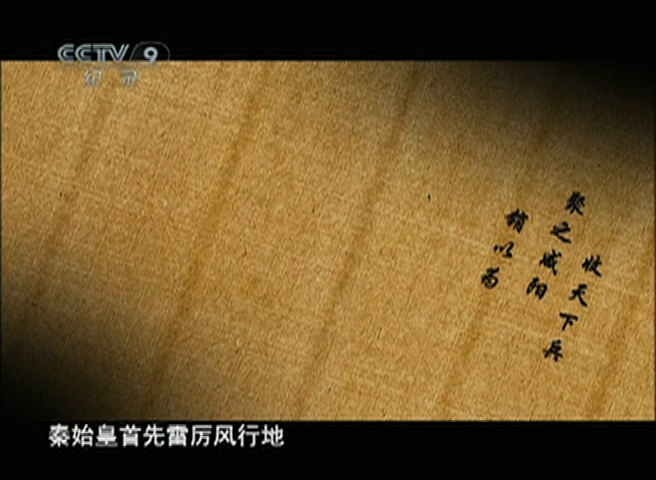 CCTV 9
纪录
收天下兵
聚之咸阳
销以为
秦始皇首先雷厉风行地